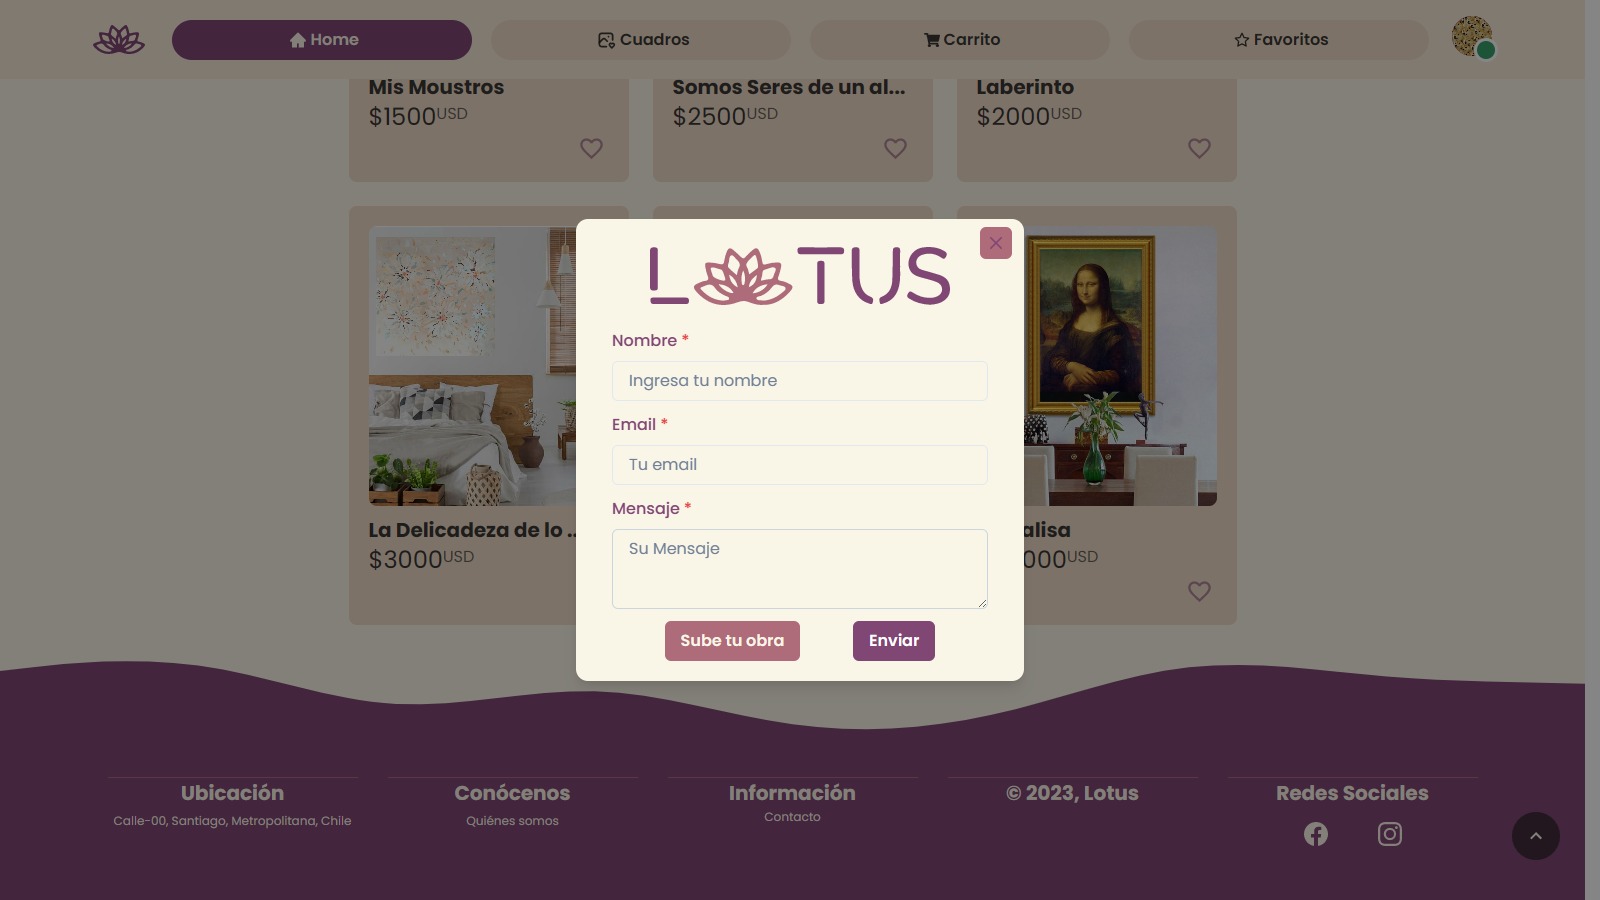 Home
Cuadros
Carrito
Favoritos
Mis Moustros
$1500USD
Somos Seres de un al...
$2500USD
Laberinto
$2000USD
LOTUS
Nombre *
Ingresa tu nombre
Email *
Tu email
Mensaje *
Su Mensaje
Sube tu obra
Enviar
La Delicadeza de lo ..
$3000USD
alisa
000USD
Ubicación
Calle-00, Santiago, Metropolitana, Chile
Conócenos
Quiénes somos
Información
Contacto
© 2023, Lotus
Redes Sociales